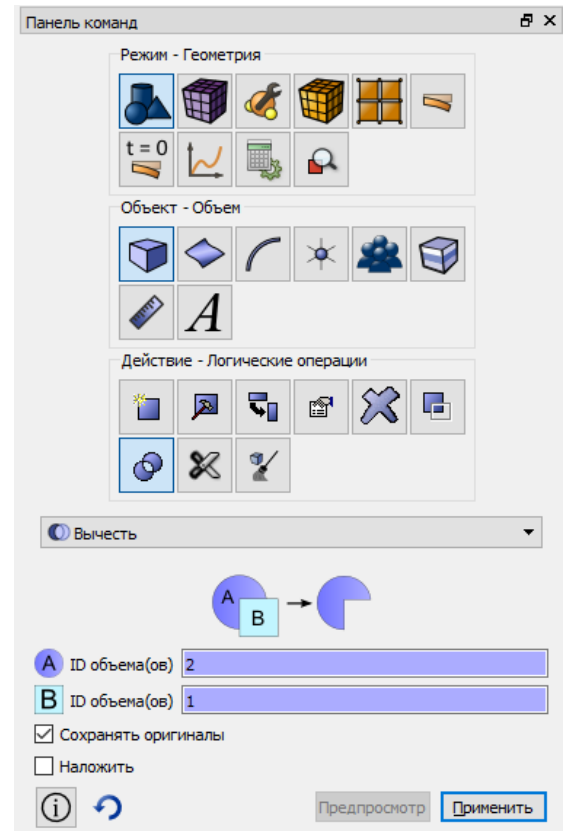 Панель команд
Режим - Геометрия
t = 0
Объект - Объем
A
Действие - Логические операции
Вычесть
A
B
A ID объема(ов) 2
B ID объема(ов) 1
Сохранять оригиналы
Наложить
i Предпросмотр Применить